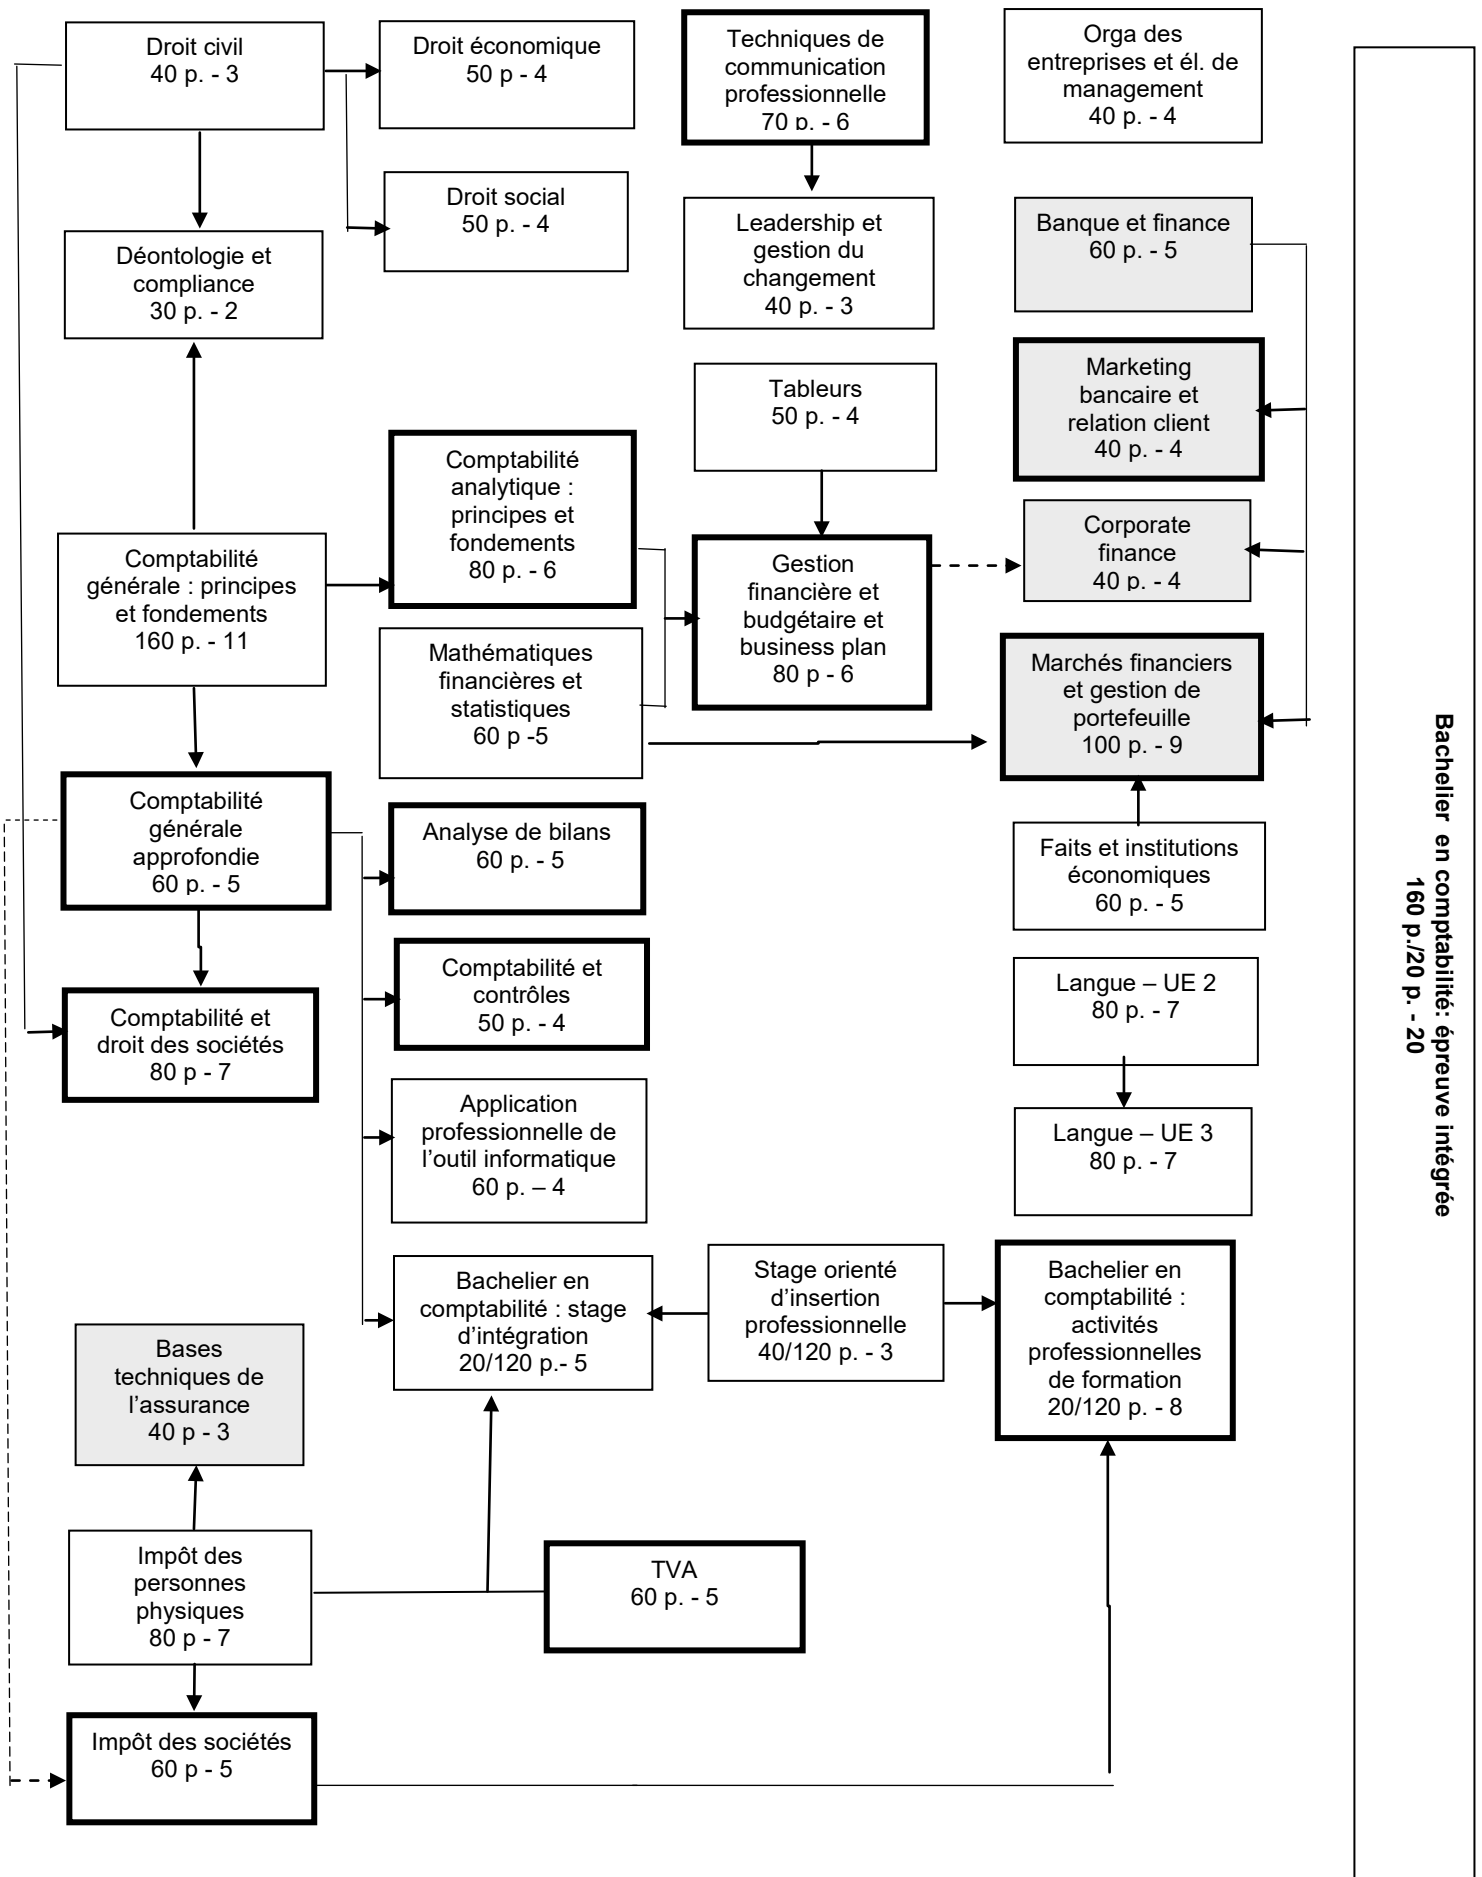 Droit civil
40 p. - 3
Droit économique
50 p - 4
Techniques de
communication
professionnelle
70 p. - 6
Orga des
entreprises et él. de
management
40 p. - 4
Droit social
50 p. - 4
Déontologie et
compliance
30 p. - 2
Leadership et
gestion du
changement
40 p. - 3
Banque et finance
60 p. - 5
Marketing
bancaire et
relation client
40 p. - 4
Tableurs
50 p. - 4
Comptabilité
analytique :
principes et
fondements
80 p. - 6
Corporate
finance
40 p. - 4
Comptabilité
générale : principes
et fondements
160 p. - 11
Gestion
financière et
budgétaire et
business plan
80 p - 6
Mathématiques
financières et
statistiques
60 p -5
Marchés financiers
et gestion de
portefeuille
100 p. - 9
Comptabilité
générale
approfondie
60 p. - 5
Analyse de bilans
60 p. - 5
Faits et institutions
économiques
60 p. - 5
Comptabilité et
contrôles
50 p. - 4
Langue – UE 2
80 p. - 7
Comptabilité et
droit des sociétés
80 p - 7
Application
professionnelle de
l’outil informatique
60 p. – 4
Langue – UE 3
80 p. - 7
Bachelier en
comptabilité : stage
d’intégration
20/120 p.- 5
Stage orienté
d’insertion
professionnelle
40/120 p. - 3
Bachelier en
comptabilité :
activités
professionnelles
de formation
20/120 p. - 8
Bases
techniques de
l’assurance
40 p - 3
Impôt des
personnes
physiques
80 p - 7
TVA
60 p. - 5
Impôt des sociétés
60 p - 5
Bachelier en comptabilité: épreuve intégrée
160 p./20 p. - 20